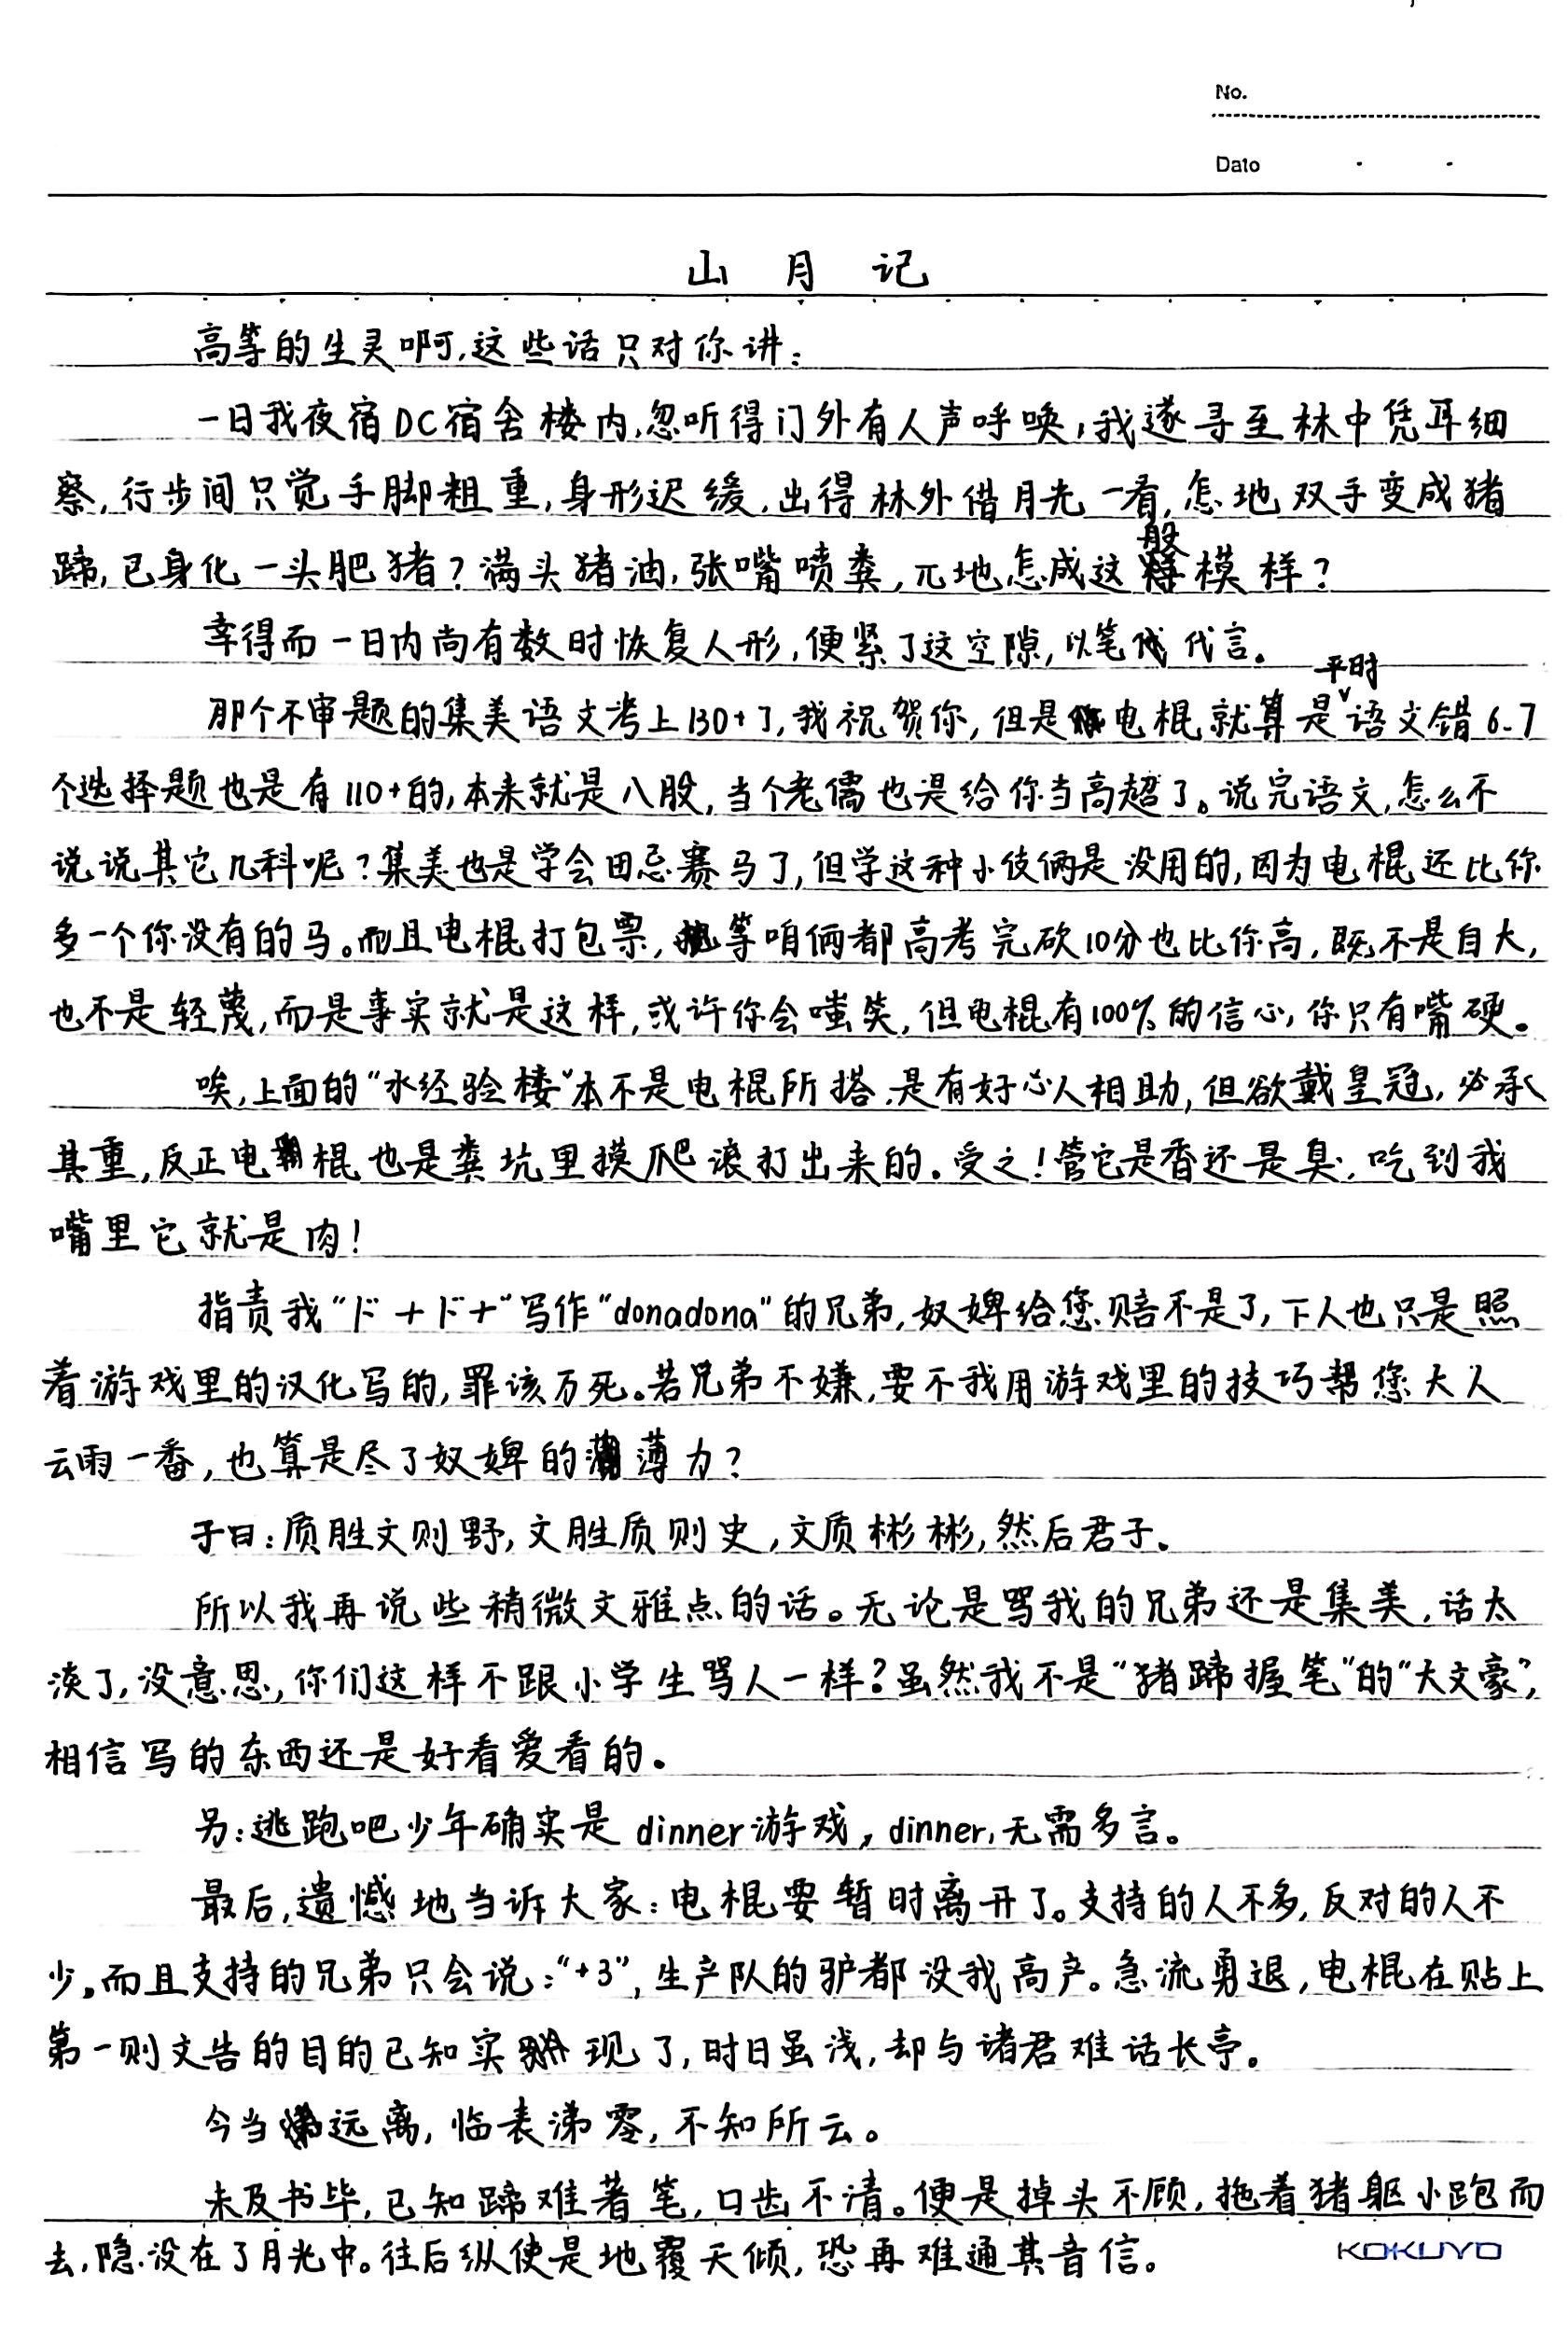 No.
Date
山月记
高等的生灵啊,这些话只对你讲:
一日我夜宿DC宿舍楼内,忽听得门外有人声呼唤,我遂寻至林中凭耳细
察,行步间只觉手脚粗重,身形迟缓,出得林外借月光一看,怎地双手变成猪
蹄,已身化一头肥猪?满头猪油,张嘴喷粪,兀地怎成这般模样?
幸得而一日内尚有数时恢复人形,便紧了这空隙,以笔代言。
那个不审题的集美语文考上130+了,我祝贺你,但是电棍就算是平时语文错6-7
个选择题也是有110+的,本来就是八股,当个老儒也是给你当高超了。说完语文,怎么不
说说其它几科呢?集美也是学会田忌赛马了,但学这种小伎俩是没用的,因为电棍还比你
多一个你没有的马。而且电棍打包票,等咱俩都高考完砍10分也比你高,既不是自大,
也不是轻蔑,而是事实就是这样,或许你会嗤笑,但电棍有100%的信心,你只有嘴硬。
唉,上面的“水经验楼”本不是电棍所搭,是有好心人相助,但欲戴皇冠,必承
其重,反正电棍也是粪坑里摸爬滚打出来的。受之!管它是香还是臭,吃到我
嘴里它就是肉!
指责我“ド+ド+”写作“donadona”的兄弟,奴婢给您赔不是了,下人也只是照
着游戏里的汉化写的,罪该万死。若兄弟不嫌,要不我用游戏里的技巧帮您大人
云雨一番,也算是尽了奴婢的薄力?
子曰:质胜文则野,文胜质则史,文质彬彬,然后君子。
所以我再说些稍微文雅点的话。无论是骂我的兄弟还是集美,话太
淡了,没意思,你们这样不跟小学生骂人一样?虽然我不是“猪蹄握笔”的“大文豪”,
相信写的东西还是好看爱看的。
另:逃跑吧少年确实是dinner游戏,dinner,无需多言。
最后,遗憾地当诉大家:电棍要暂时离开了。支持的人不多,反对的人不
少。而且支持的兄弟只会说:“+3”,生产队的驴都没我高产。急流勇退,电棍在贴上
第一则文告的目的已知实现了,时日虽浅,却与诸君难话长亭。
今当远离,临表涕零,不知所云。
未及书毕,已知蹄难著笔,口齿不清。便是掉头不顾,拖着猪躯小跑而
去,隐没在了月光中。往后纵使是地覆天倾,恐再难通其音信。
KOKUYO